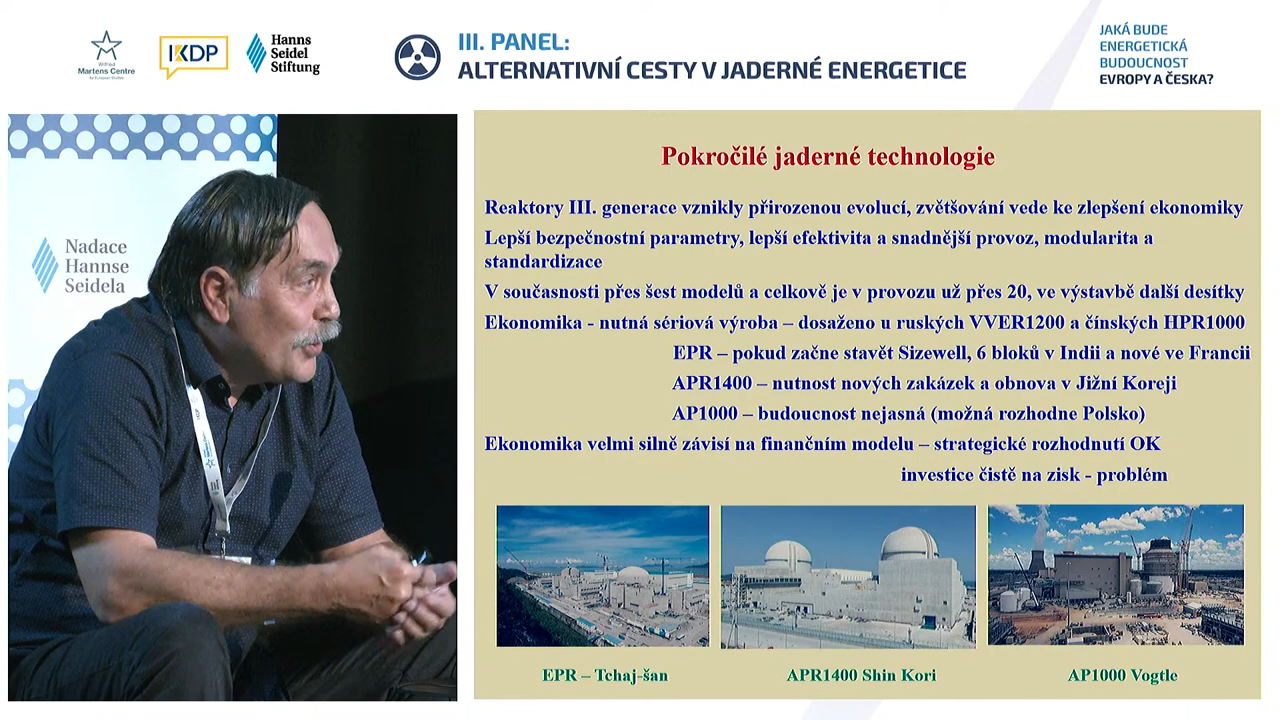 Wilfried
Martens Centre
for European Studies
IKDP
Hanns
Seidel
Stiftung
III. PANEL:
ALTERNATIVNÍ CESTY V JADERNÉ ENERGETICE
JAKÁ BUDE
ENERGETICKÁ
BUDOUCNOST
EVROPY A ČESKA?
Nadace
Hannse
Seidela
IKDP
Pokročilé jaderné technologie
Reaktory III. generace vznikly přirozenou evolucí, zvětšování vede ke zlepšení ekonomiky
Lepší bezpečnostní parametry, lepší efektivita a snadnější provoz, modularita a
standardizace
V současnosti přes šest modelů a celkově je v provozu už přes 20, ve výstavbě další desítky
Ekonomika - nutná sériová výroba – dosaženo u ruských VVER1200 a čínských HPR1000
EPR – pokud začne stavět Sizewell, 6 bloků v Indii a nové ve Francii
APR1400 – nutnost nových zakázek a obnova v Jižní Koreji
AP1000 – budoucnost nejasná (možná rozhodne Polsko)
Ekonomika velmi silně závisí na finančním modelu – strategické rozhodnutí OK
investice čistě na zisk - problém
EPR – Tchaj-šan
APR1400 Shin Kori
AP1000 Vogtle